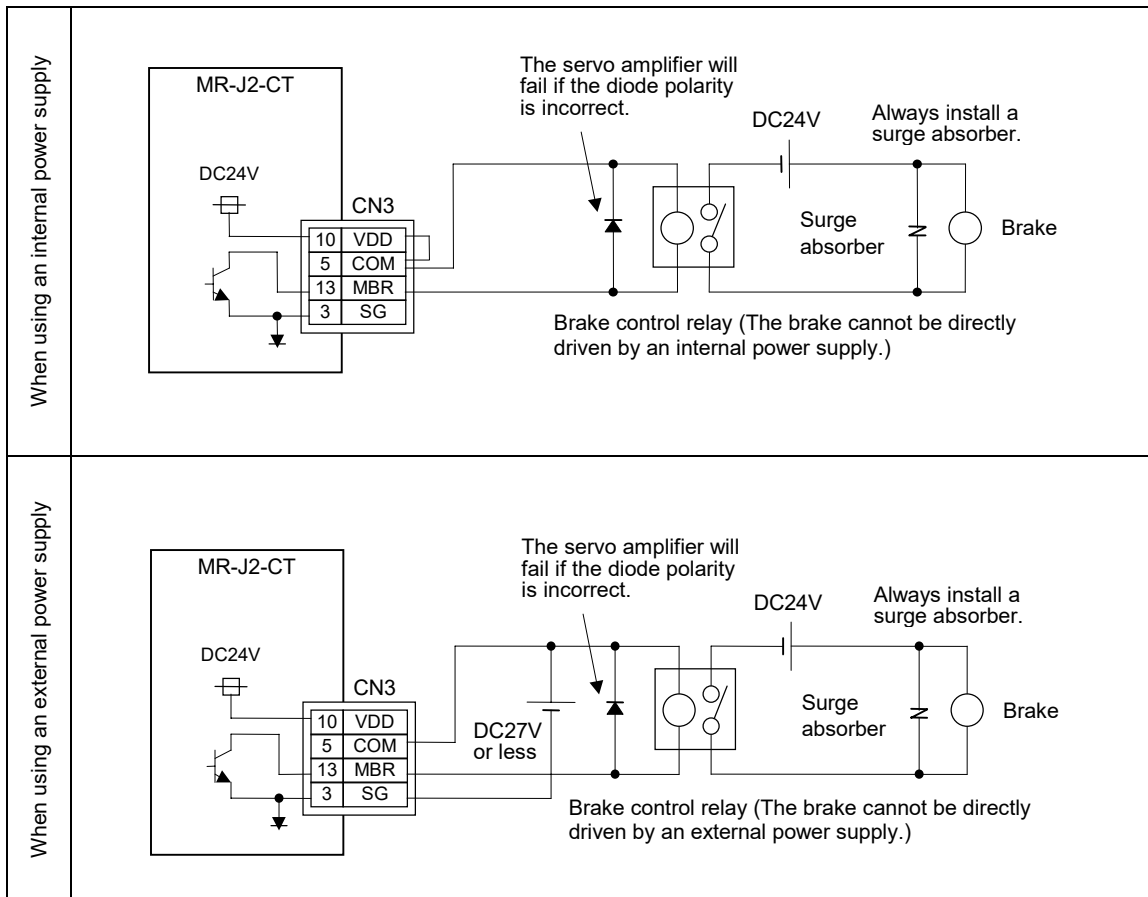 When using an internal power supply
MR-J2-CT
DC24V
CN3
10 VDD
5 COM
13 MBR
3 SG
The servo amplifier will
fail if the diode polarity
is incorrect.
DC24V
Always install a
surge absorber.
Surge
absorber
Brake
Brake control relay (The brake cannot be directly
driven by an internal power supply.)
When using an external power supply
MR-J2-CT
DC24V
CN3
10 VDD
5 COM
13 MBR
3 SG
The servo amplifier will
fail if the diode polarity
is incorrect.
DC27V
or less
DC24V
Always install a
surge absorber.
Surge
absorber
Brake
Brake control relay (The brake cannot be directly
driven by an external power supply.)